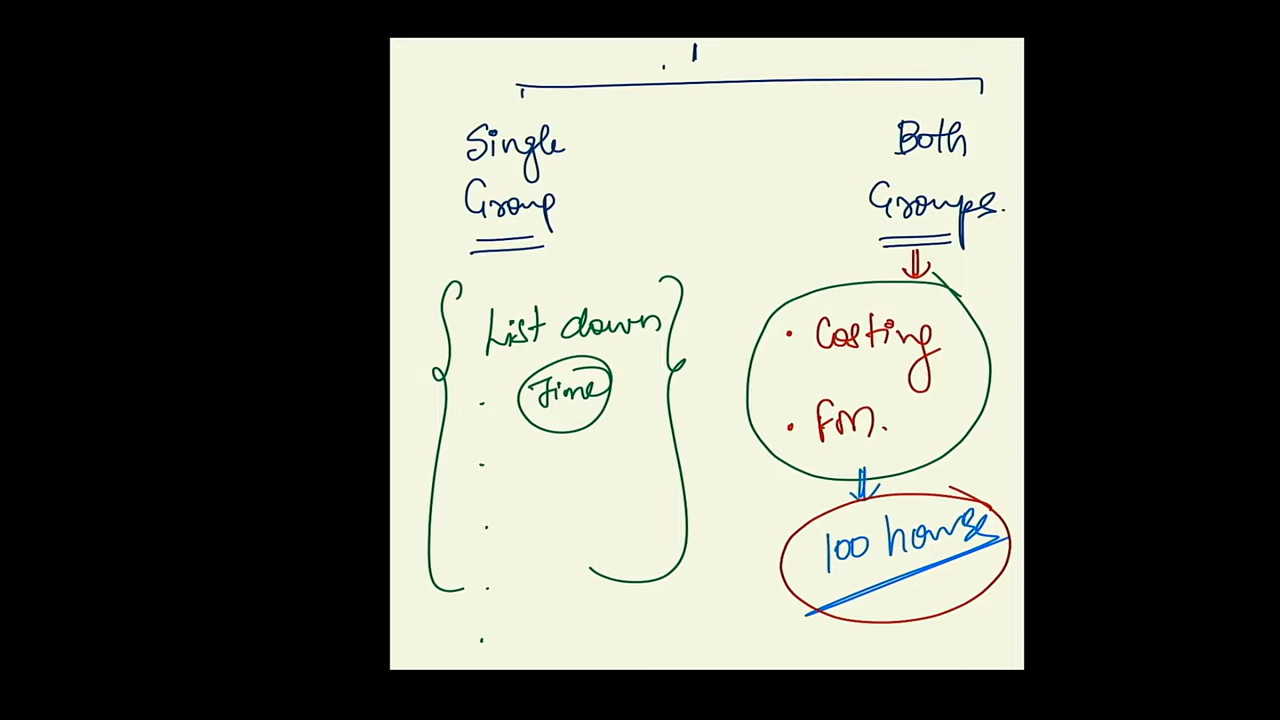 Single
Group
Both
Groups.
List down
Time
• Costing
• FM.
100 hours